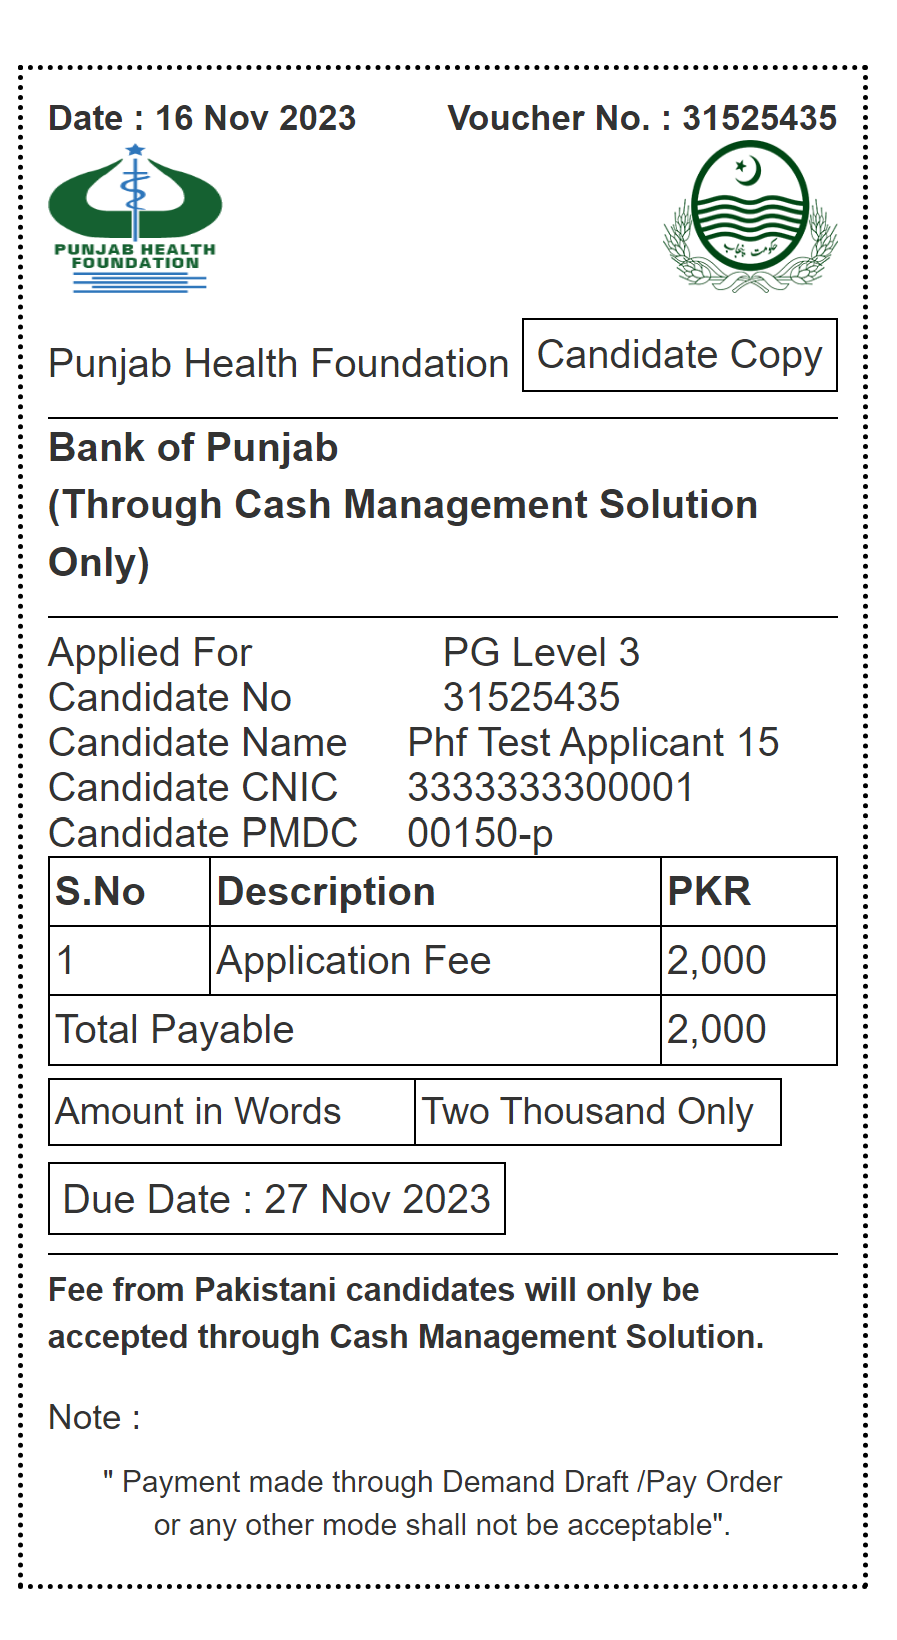 Date : 16 Nov 2023 Voucher No. : 31525435
PUNJAB HEALTH
FOUNDATION
حکومت پنجاب
Punjab Health Foundation Candidate Copy
Bank of Punjab
(Through Cash Management Solution
Only)
Applied For PG Level 3
Candidate No 31525435
Candidate Name Phf Test Applicant 15
Candidate CNIC 3333333300001
Candidate PMDC 00150-p
S.No Description PKR
1 Application Fee 2,000
Total Payable 2,000
Amount in Words Two Thousand Only
Due Date : 27 Nov 2023
Fee from Pakistani candidates will only be
accepted through Cash Management Solution.
Note :
" Payment made through Demand Draft /Pay Order
or any other mode shall not be acceptable".